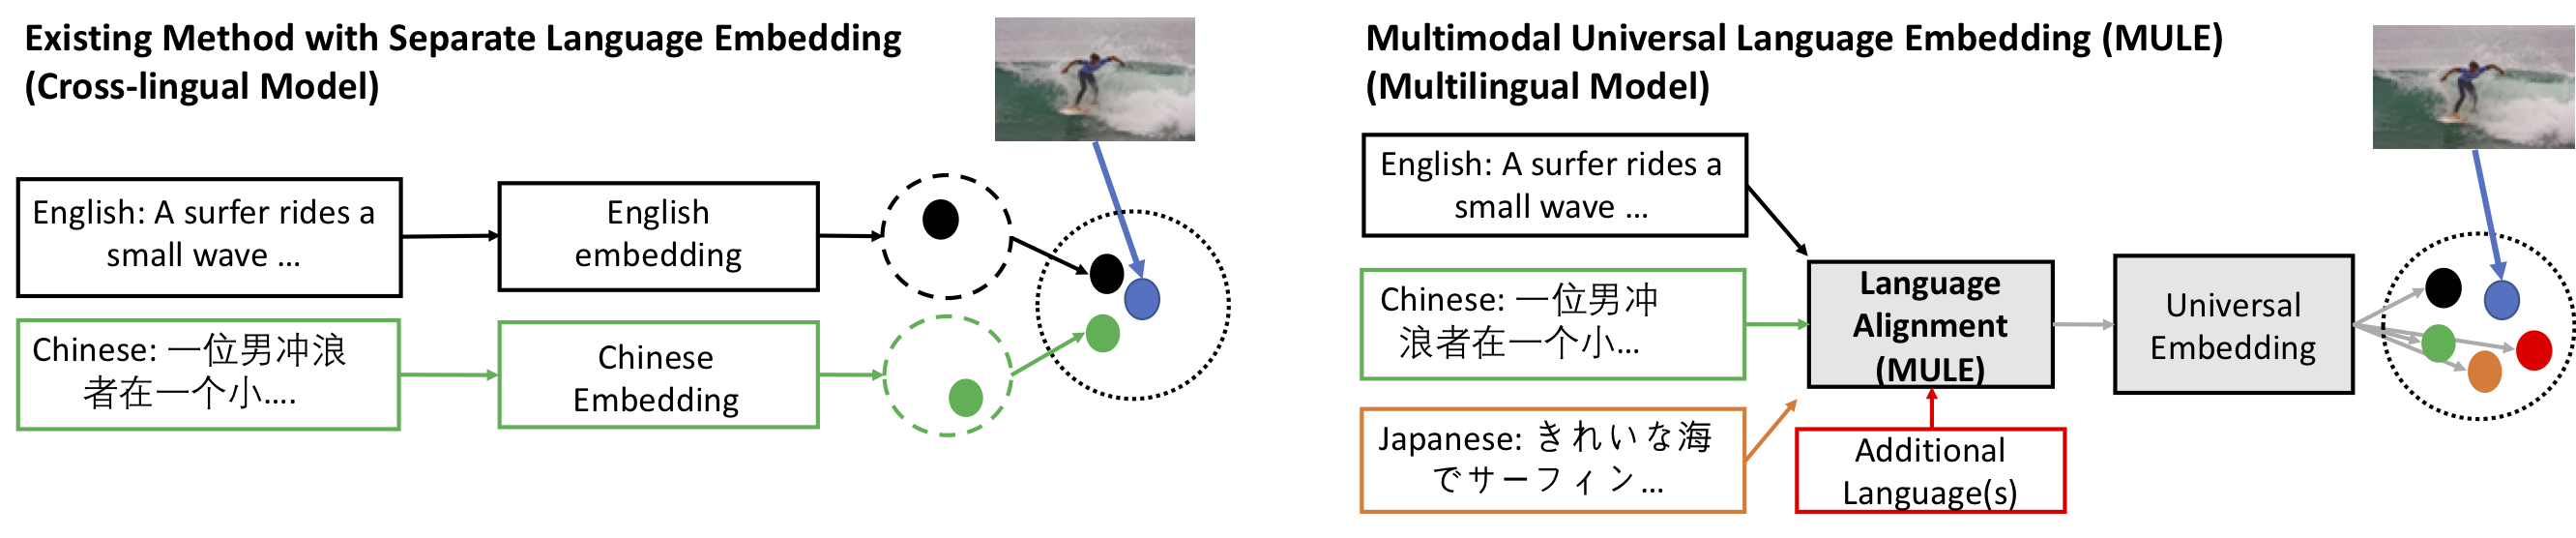 Existing Method with Separate Language Embedding
(Cross-lingual Model)
English: A surfer rides a
small wave ...
English
embedding
Chinese: 一位男冲浪
者在一个小....
Chinese
Embedding
Multimodal Universal Language Embedding (MULE)
(Multilingual Model)
English: A surfer rides a
small wave ...
Chinese: 一位男冲
浪者在一个小...
Japanese: きれいな海
でサーフィン...
Language
Alignment
(MULE)
Additional
Language(s)
Universal
Embedding